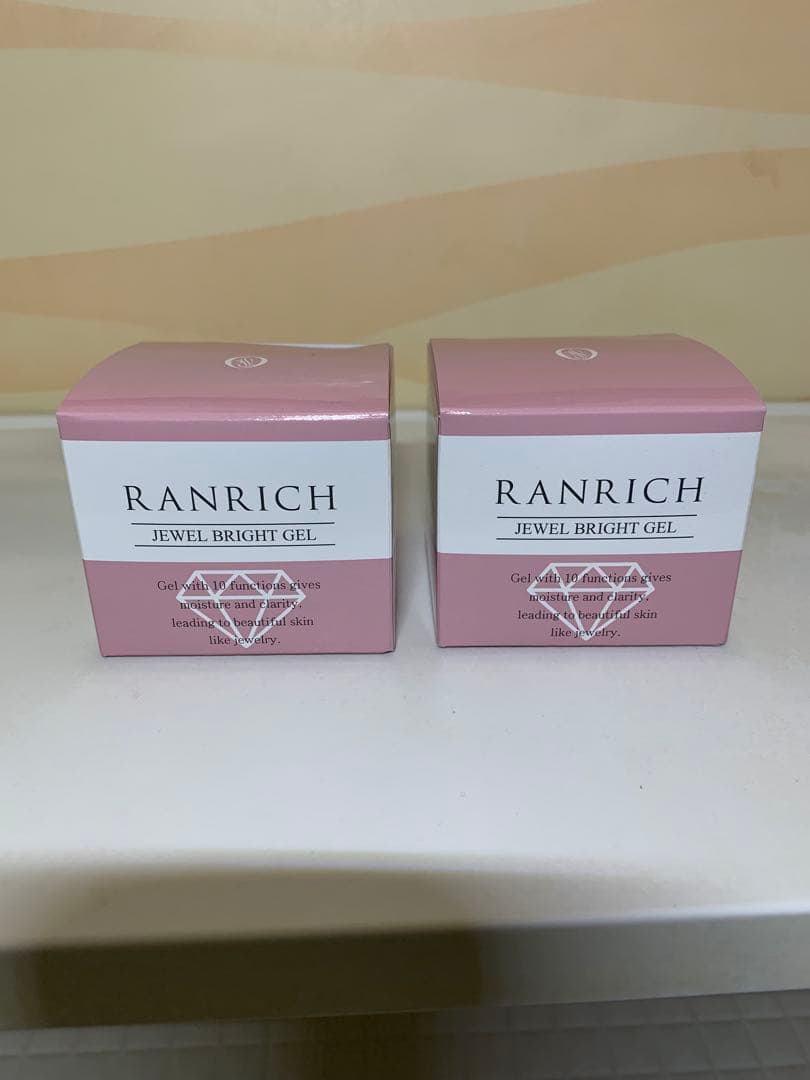 RANRICH
JEWEL BRIGHT GEL
Gel with 10 functions gives
moisture and clarity,
leading to beautiful skin
like jewelry.
RANRICH
JEWEL BRIGHT GEL
Gel with 10 functions gives
moisture and clarity,
leading to beautiful skin
like jewelry.